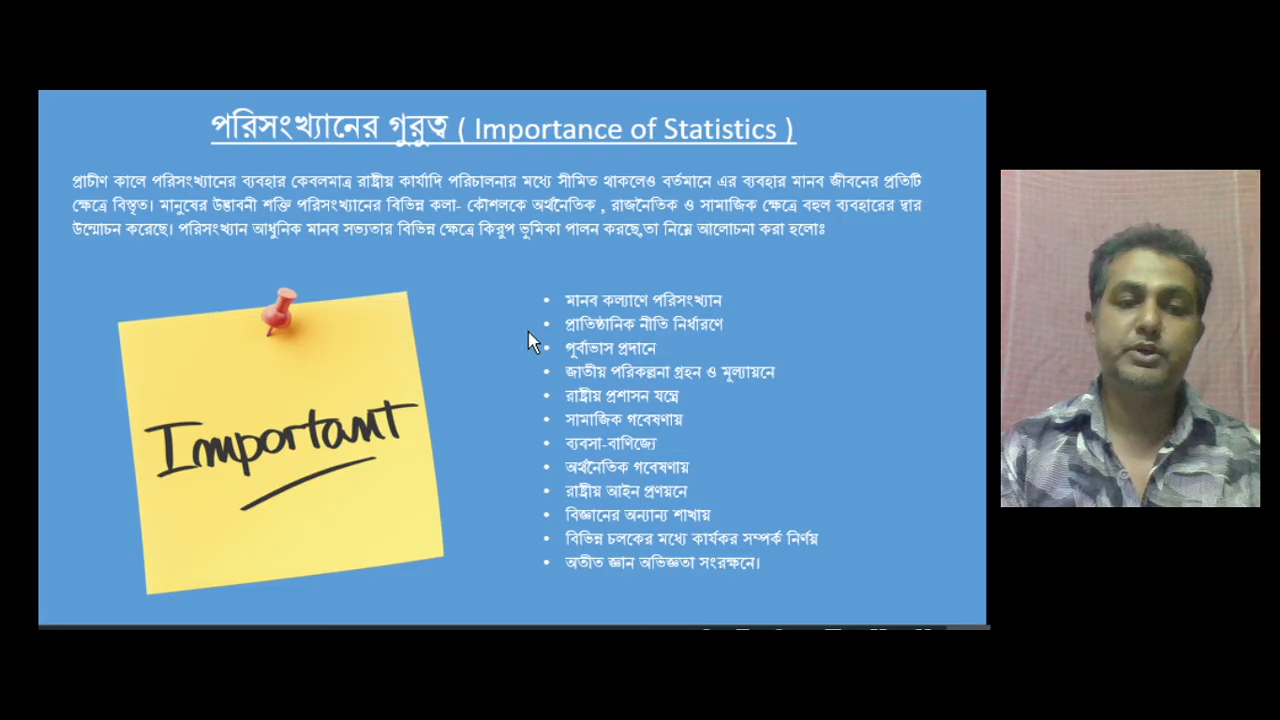 পরিসংখ্যানের গুরুত্ব ( Importance of Statistics )
প্রাচীণ কালে পরিসংখ্যানের ব্যবহার কেবলমাত্র রাষ্ট্রীয় কার্যাদি পরিচালনার মধ্যে সীমিত থাকলেও বর্তমানে এর ব্যবহার মানব জীবনের প্রতিটি
ক্ষেত্রে বিস্তৃত। মানুষের উদ্ভাবনী শক্তি পরিসংখ্যানের বিভিন্ন কলা- কৌশলকে অর্থনৈতিক , রাজনৈতিক ও সামাজিক ক্ষেত্রে বহুল ব্যবহারের দ্বার
উন্মোচন করেছে। পরিসংখ্যান আধুনিক মানব সভ্যতার বিভিন্ন ক্ষেত্রে কিরুপ ভুমিকা পালন করছে,তা নিম্নে আলোচনা করা হলোঃ
Important
• মানব কল্যাণে পরিসংখ্যান
• প্রাতিষ্ঠানিক নীতি নির্ধারণে
• পূর্বাভাস প্রদানে
• জাতীয় পরিকল্পনা গ্রহন ও মূল্যায়নে
• রাষ্ট্রীয় প্রশাসন যন্ত্রে
• সামাজিক গবেষণায়
• ব্যবসা-বাণিজ্যে
• অর্থনৈতিক গবেষণায়
• রাষ্ট্রীয় আইন প্রণয়নে
• বিজ্ঞানের অন্যান্য শাখায়
• বিভিন্ন চলকের মধ্যে কার্যকর সম্পর্ক নির্ণয়
• অতীত জ্ঞান অভিজ্ঞতা সংরক্ষনে।